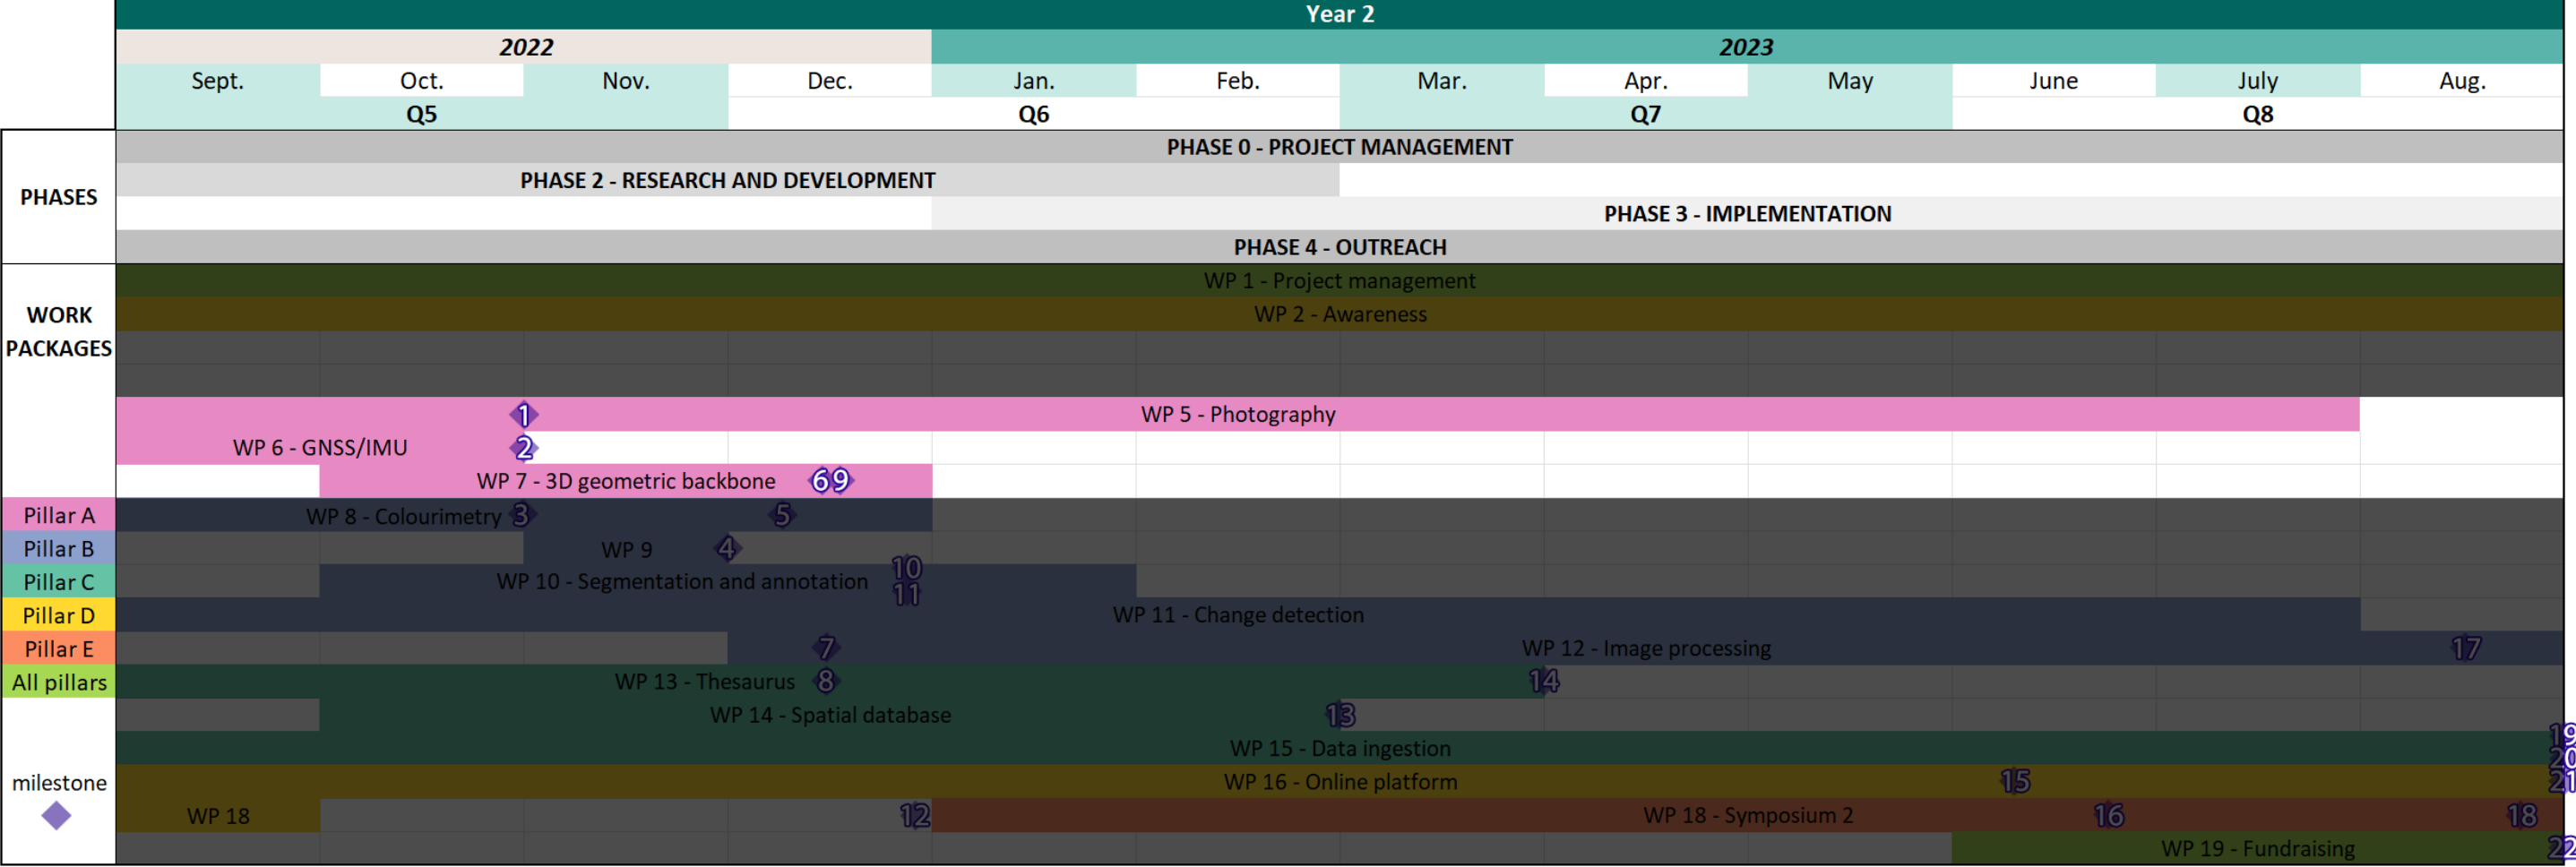 Year 2
2022 2023
Sept. Oct. Nov. Dec. Jan. Feb. Mar. Apr. May June July Aug.
Q5 Q6 Q7 Q8
PHASE 0 - PROJECT MANAGEMENT
PHASES
PHASE 2 - RESEARCH AND DEVELOPMENT
PHASE 3 - IMPLEMENTATION
PHASE 4 - OUTREACH
WP 1 - Project management
WORK
PACKAGES
WP 2 - Awareness
1 WP 5 - Photography
WP 6 - GNSS/IMU 2
WP 7 - 3D geometric backbone 6 9
Pillar A WP 8 - Colourimetry 3 5
Pillar B WP 9 4
10
Pillar C WP 10 - Segmentation and annotation
11
Pillar D WP 11 - Change detection
Pillar E 7 WP 12 - Image processing 17
All pillars WP 13 - Thesaurus 8 14
WP 14 - Spatial database 13
19
WP 15 - Data ingestion
20
milestone WP 16 - Online platform 15 21
WP 18 12 WP 18 - Symposium 2 16 18
WP 19 - Fundraising 22